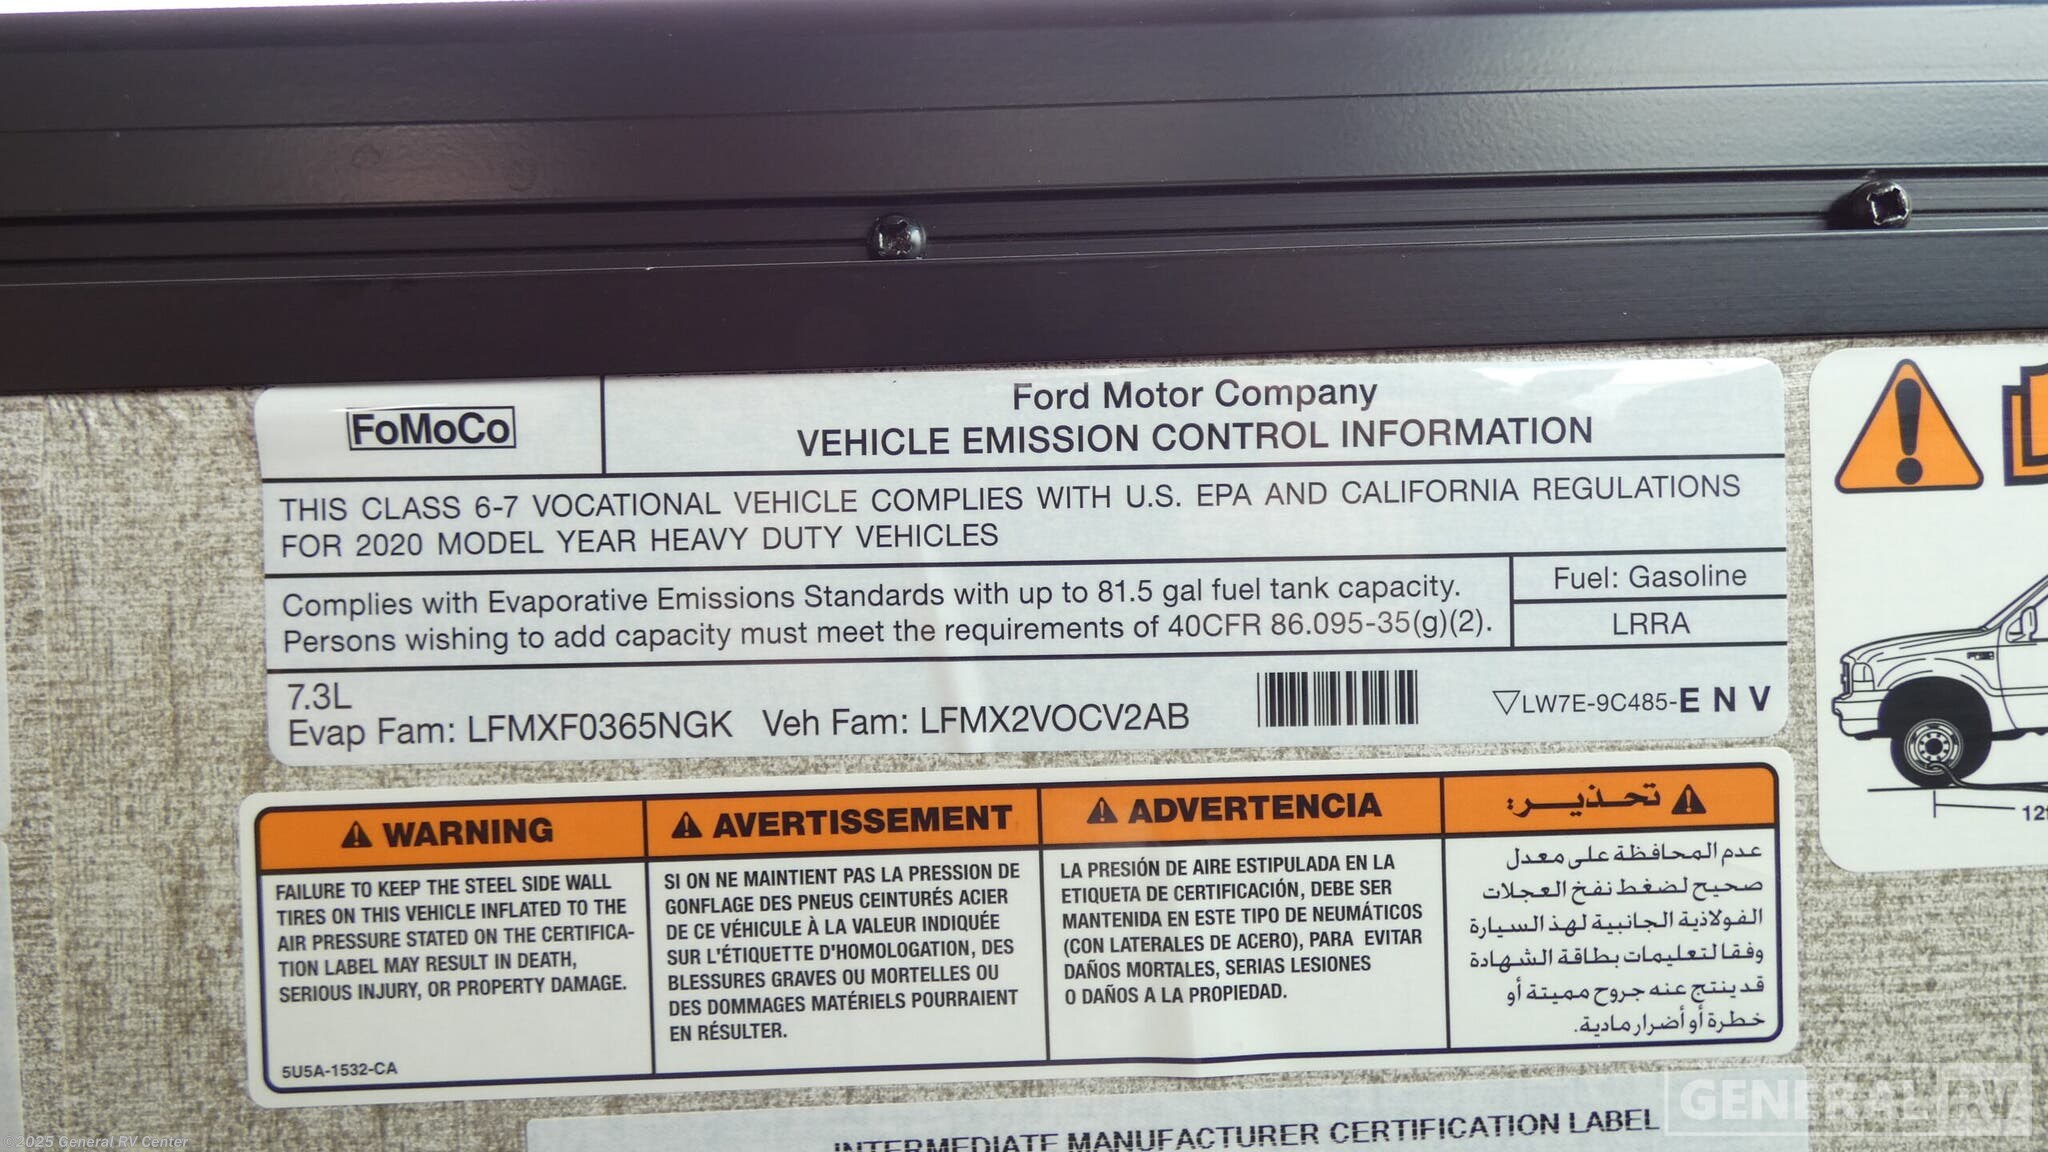 FoMoCo
Ford Motor Company
VEHICLE EMISSION CONTROL INFORMATION
THIS CLASS 6-7 VOCATIONAL VEHICLE COMPLIES WITH U.S. EPA AND CALIFORNIA REGULATIONS
FOR 2020 MODEL YEAR HEAVY DUTY VEHICLES
Complies with Evaporative Emissions Standards with up to 81.5 gal fuel tank capacity.
Persons wishing to add capacity must meet the requirements of 40CFR 86.095-35(g)(2).
Fuel: Gasoline
LRRA
7.3L
Evap Fam: LFMXF0365NGK Veh Fam: LFMX2VOCV2AB
LW7E-9C485-E N V
WARNING
FAILURE TO KEEP THE STEEL SIDE WALL
TIRES ON THIS VEHICLE INFLATED TO THE
AIR PRESSURE STATED ON THE CERTIFICA-
TION LABEL MAY RESULT IN DEATH,
SERIOUS INJURY, OR PROPERTY DAMAGE.
5U5A-1532-CA
AVERTISSEMENT
SI ON NE MAINTIENT PAS LA PRESSION DE
GONFLAGE DES PNEUS CEINTURÉS ACIER
DE CE VÉHICULE À LA VALEUR INDIQUÉE
SUR L'ÉTIQUETTE D'HOMOLOGATION, DES
BLESSURES GRAVES OU MORTELLES OU
DES DOMMAGES MATÉRIELS POURRAIENT
EN RÉSULTER.
ADVERTENCIA
LA PRESIÓN DE AIRE ESTIPULADA EN LA
ETIQUETA DE CERTIFICACIÓN, DEBE SER
MANTENIDA EN ESTE TIPO DE NEUMÁTICOS
(CON LATERALES DE ACERO), PARA EVITAR
DAÑOS MORTALES, SERIAS LESIONES
O DAÑOS A LA PROPIEDAD.
تحـذيـر:
عدم المحافظة على معدل
صحيح لضغط نفخ العجلات
الفولاذية الجانبية لهذ السيارة
وفقا لتعليمات بطاقة الشهادة
قد ينتج عنه جروح مميتة أو
خطرة أو أضرار مادية.
INTERMEDIATE MANUFACTURER CERTIFICATION LABEL
GENERAL RV
©2025 General RV Center